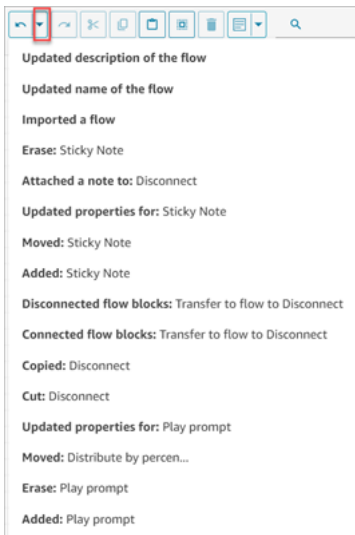 Updated description of the flow
Updated name of the flow
Imported a flow
Erase: Sticky Note
Attached a note to: Disconnect
Updated properties for: Sticky Note
Moved: Sticky Note
Added: Sticky Note
Disconnected flow blocks: Transfer to flow to Disconnect
Connected flow blocks: Transfer to flow to Disconnect
Copied: Disconnect
Cut: Disconnect
Updated properties for: Play prompt
Moved: Distribute by percen...
Erase: Play prompt
Added: Play prompt